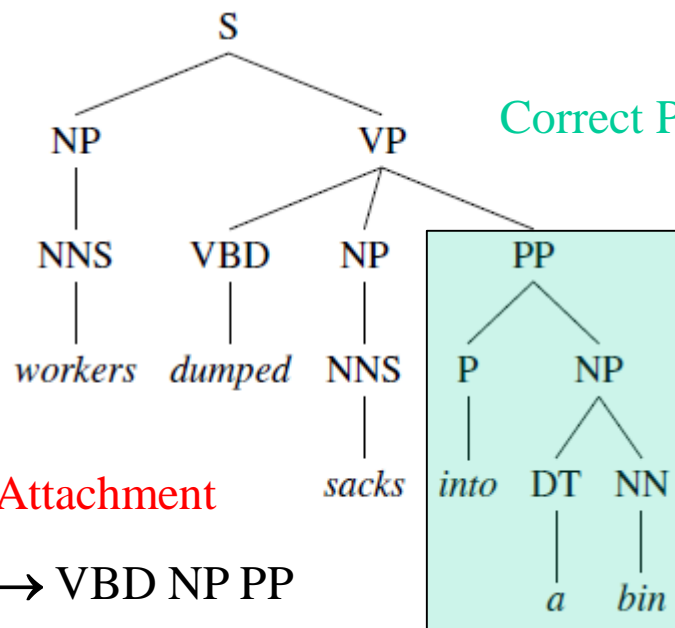 S
Correct P
NP VP
NNS VBD NP PP
workers dumped NNS P NP
Attachment
sacks into DT NN
→ VBD NP PP
a bin